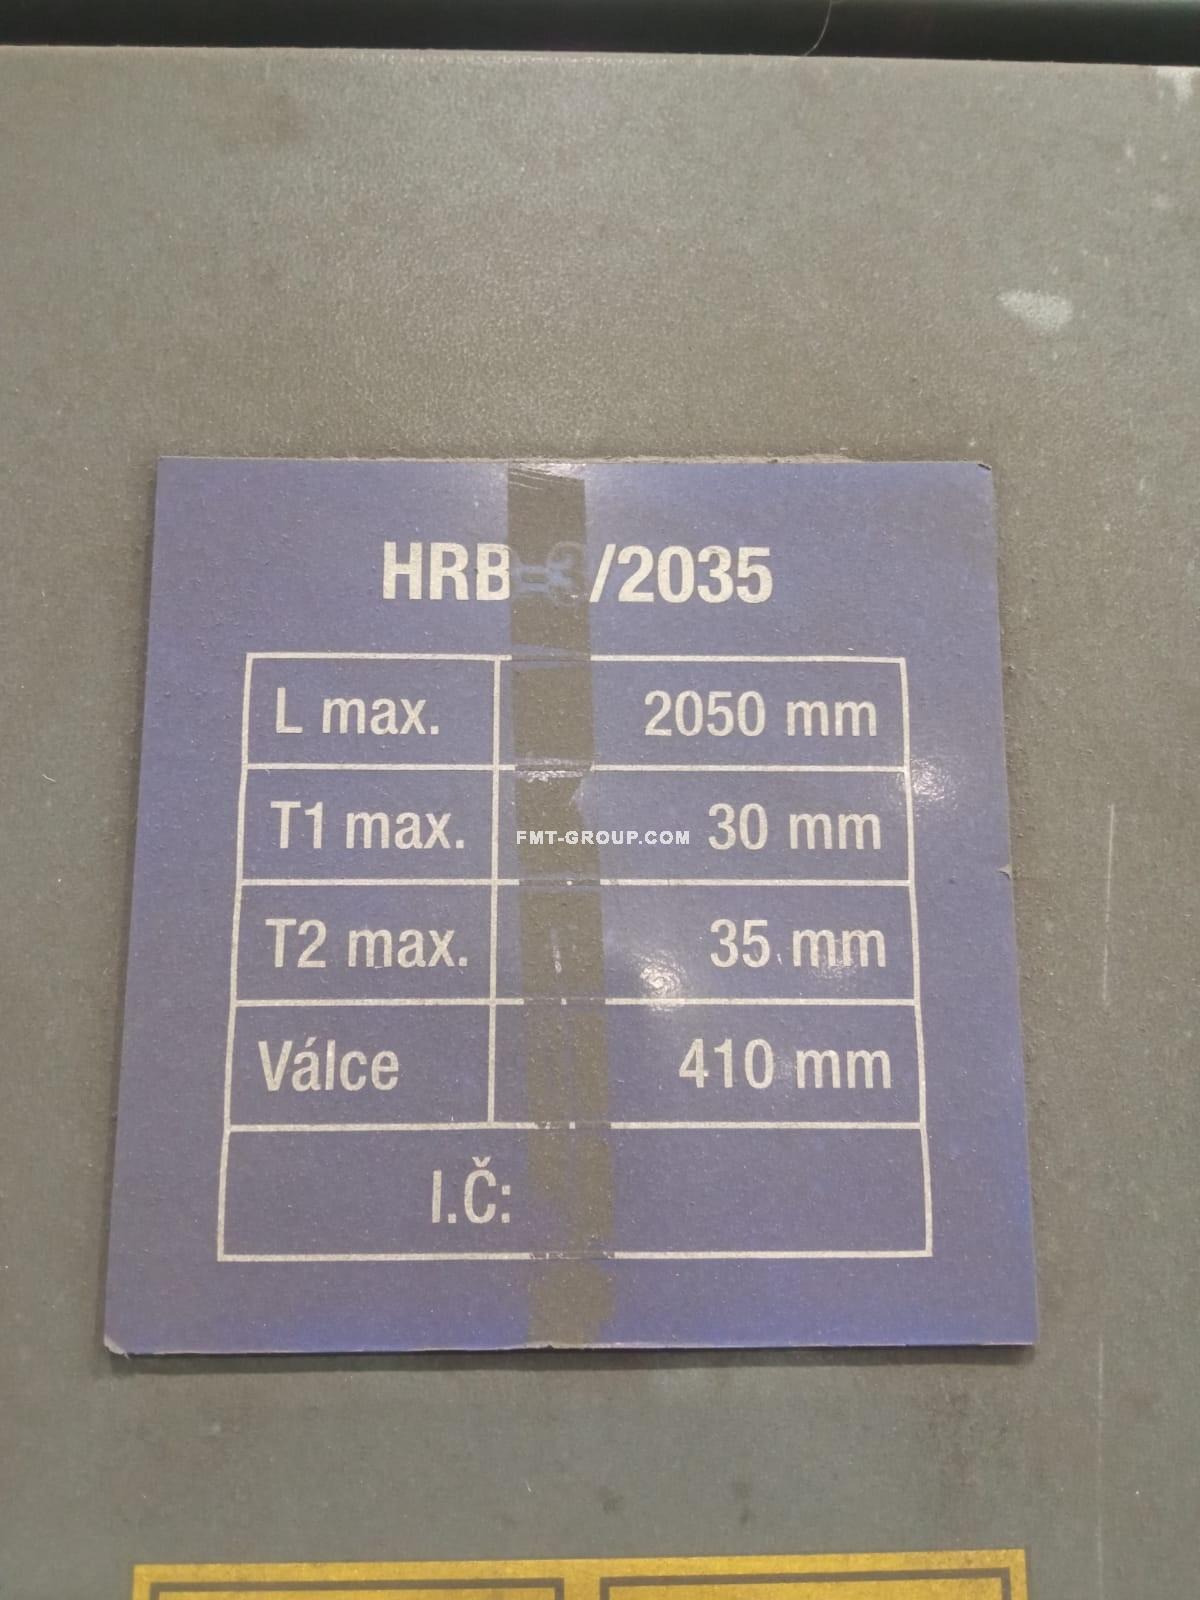 HRB-3/2035
L max. 2050 mm
T1 max. 30 mm
FMT-GROUP.COM
T2 max. 35 mm
Válce 410 mm
I.Č: